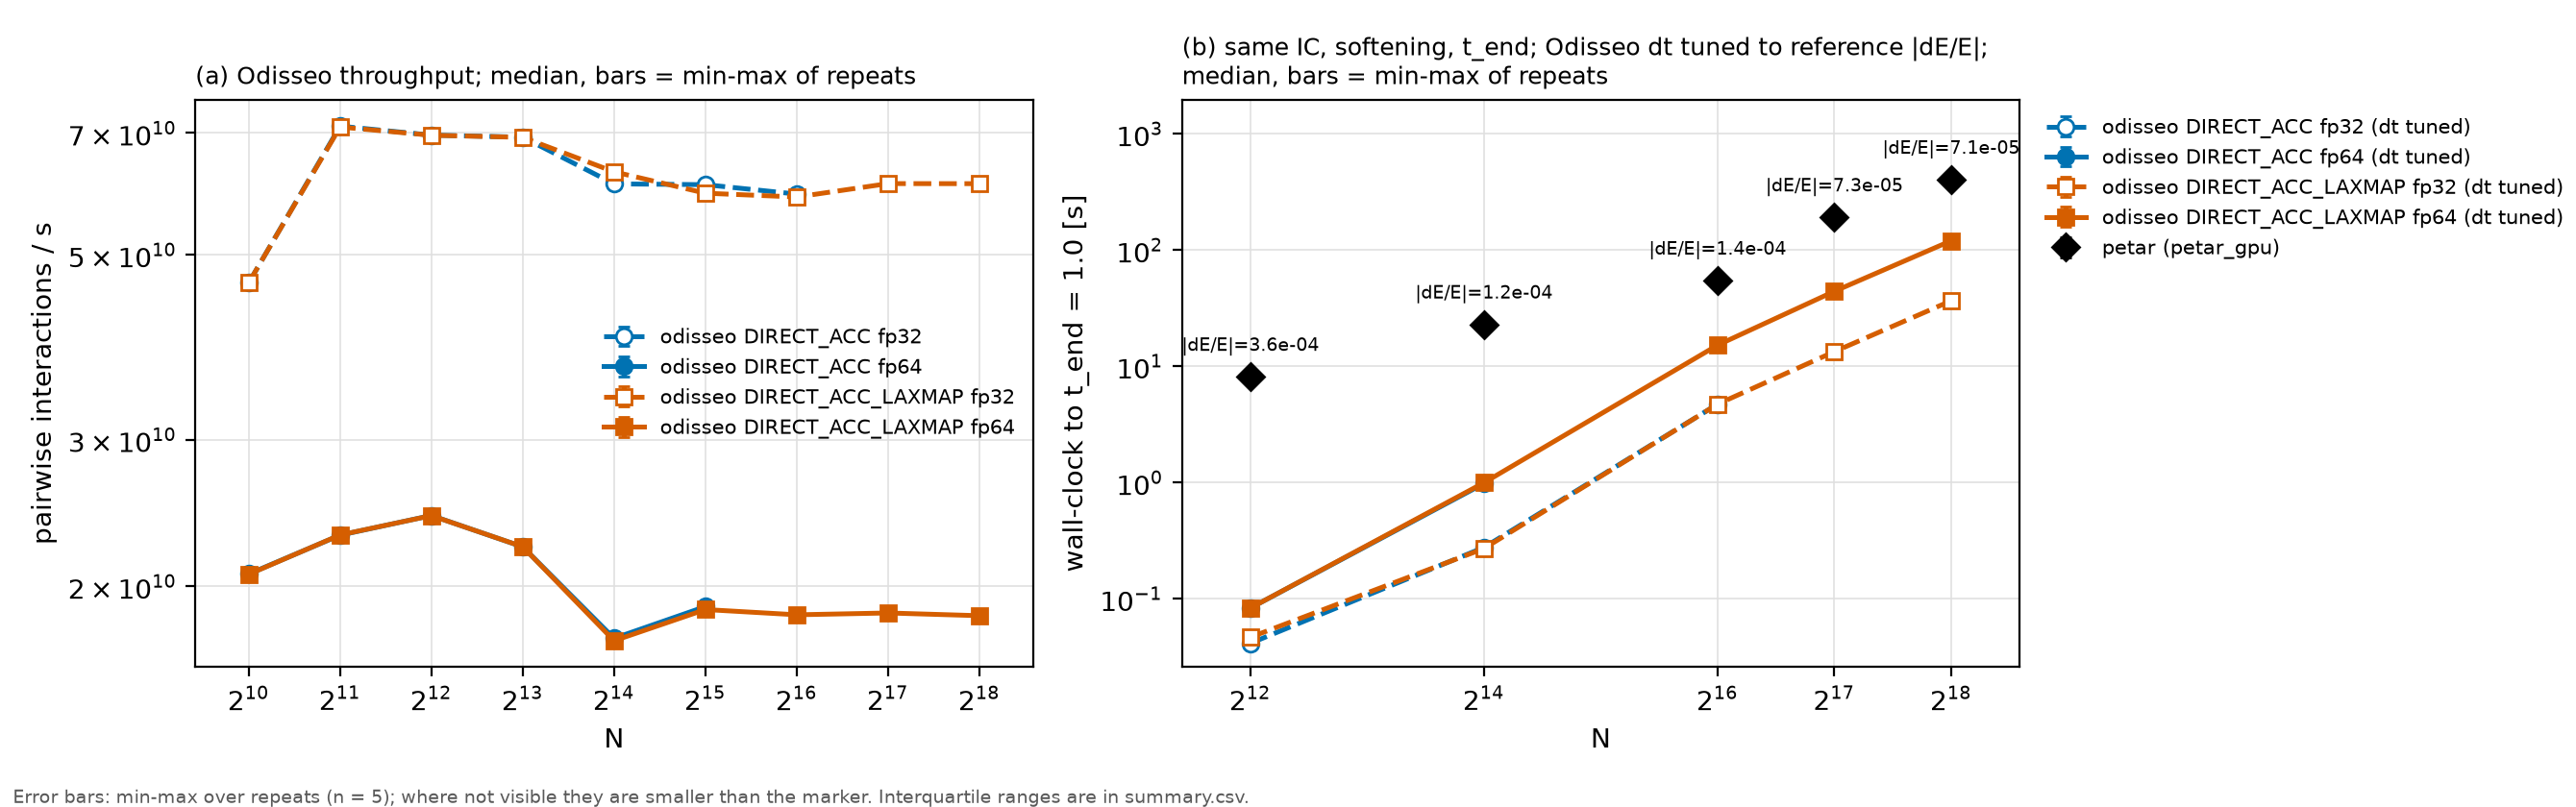 (a) Odisseo throughput; median, bars = min-max of repeats
pairwise interactions / s
7 × 10¹⁰
5 × 10¹⁰
3 × 10¹⁰
2 × 10¹⁰
odisseo DIRECT_ACC fp32
odisseo DIRECT_ACC fp64
odisseo DIRECT_ACC_LAXMAP fp32
odisseo DIRECT_ACC_LAXMAP fp64
2¹⁰ 2¹¹ 2¹² 2¹³ 2¹⁴ 2¹⁵ 2¹⁶ 2¹⁷ 2¹⁸
N
(b) same IC, softening, t_end; Odisseo dt tuned to reference |dE/E|;
median, bars = min-max of repeats
wall-clock to t_end = 1.0 [s]
10³
10²
10¹
10⁰
10⁻¹
|dE/E|=3.6e-04
|dE/E|=1.2e-04
|dE/E|=1.4e-04
|dE/E|=7.3e-05
|dE/E|=7.1e-05
2¹² 2¹⁴ 2¹⁶ 2¹⁷ 2¹⁸
N
odisseo DIRECT_ACC fp32 (dt tuned)
odisseo DIRECT_ACC fp64 (dt tuned)
odisseo DIRECT_ACC_LAXMAP fp32 (dt tuned)
odisseo DIRECT_ACC_LAXMAP fp64 (dt tuned)
petar (petar_gpu)
Error bars: min-max over repeats (n = 5); where not visible they are smaller than the marker. Interquartile ranges are in summary.csv.